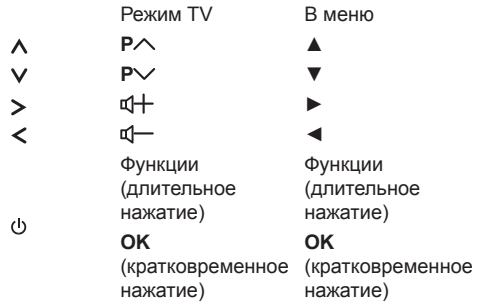 Режим TV В меню
∧ P∧ ▲
∨ P∨ ▼
> + ►
< − ◄
Функции Функции
(длительное (длительное
нажатие) нажатие)
⏻
OK OK
(кратковременное (кратковременное
нажатие) нажатие)